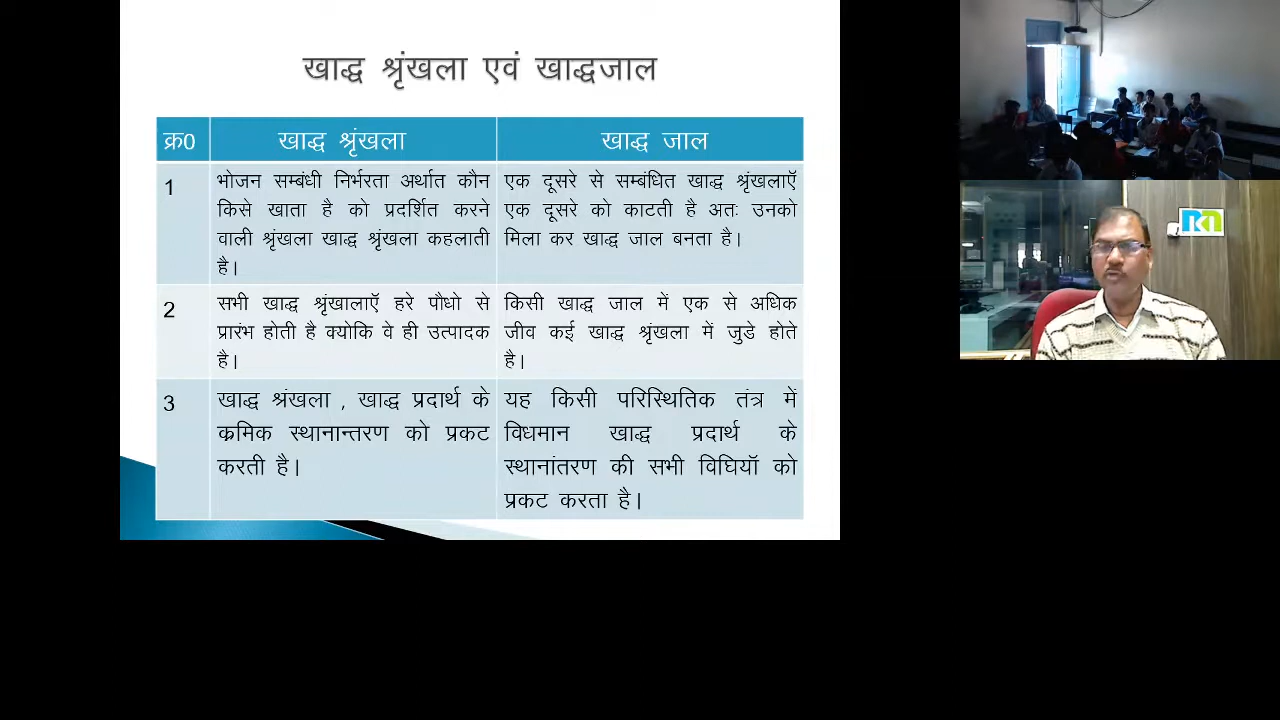 खाद्ध श्रृंखला एवं खाद्धजाल
क्र0 खाद्ध श्रृंखला खाद्ध जाल
1
भोजन सम्बंधी निर्भरता अर्थात कौन
किसे खाता है को प्रदर्शित करने
वाली श्रृंखला खाद्ध श्रृंखला कहलाती
है।
एक दूसरे से सम्बंधित खाद्ध श्रृंखलाऍ
एक दूसरे को काटती है अतः उनको
मिला कर खाद्ध जाल बनता है।
2
सभी खाद्ध श्रृंखालाऍ हरे पौधो से
प्रारंभ होती है क्योकि वे ही उत्पादक
है।
किसी खाद्ध जाल में एक से अधिक
जीव कई खाद्ध श्रृंखला में जुडे होते
है।
3
खाद्ध श्रंखला , खाद्ध प्रदार्थ के
क्रमिक स्थानान्तरण को प्रकट
करती है।
यह किसी परिस्थितिक तंत्र में
विधमान खाद्ध प्रदार्थ के
स्थानांतरण की सभी विधियॉ को
प्रकट करता है।